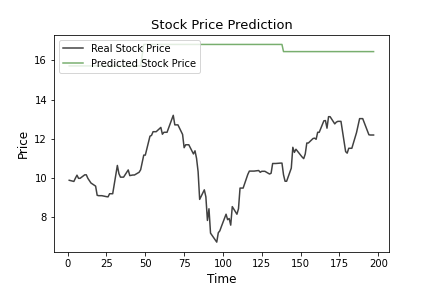 Stock Price Prediction
Real Stock Price
Predicted Stock Price
Price
16
14
12
10
8
0 25 50 75 100 125 150 175 200
Time